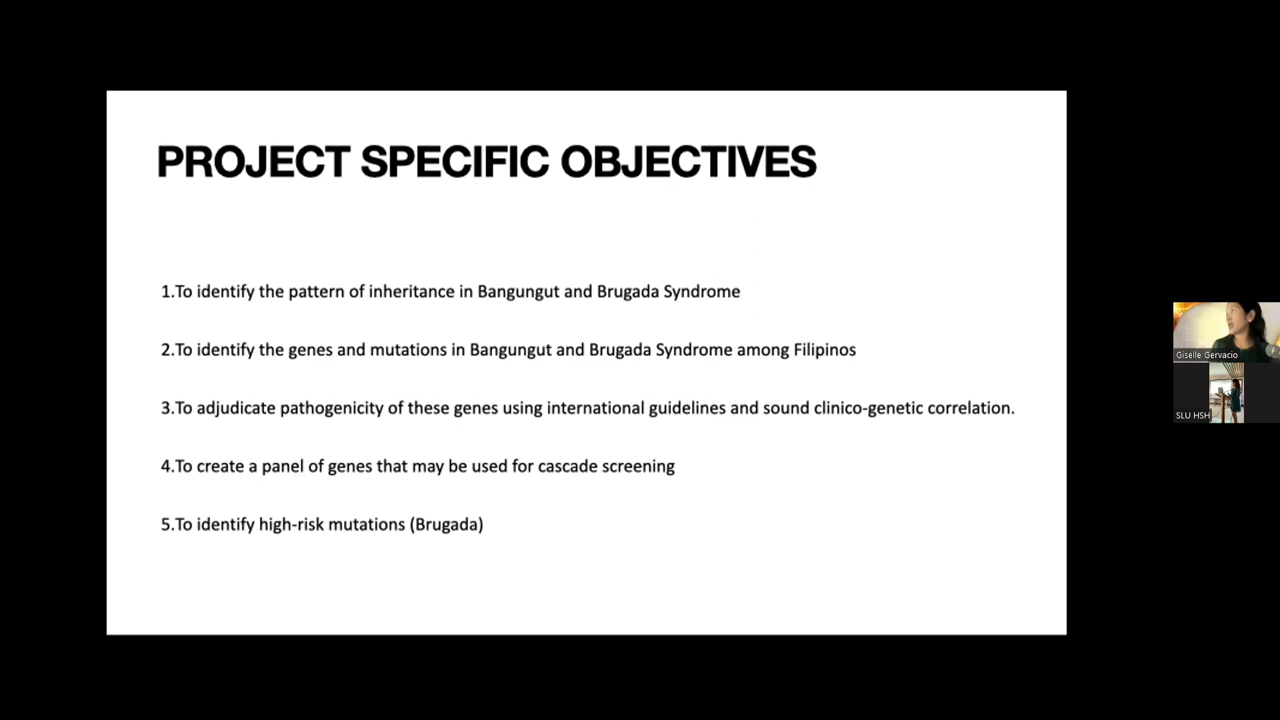 PROJECT SPECIFIC OBJECTIVES
1.To identify the pattern of inheritance in Bangungut and Brugada Syndrome
2.To identify the genes and mutations in Bangungut and Brugada Syndrome among Filipinos
3.To adjudicate pathogenicity of these genes using international guidelines and sound clinico-genetic correlation.
4.To create a panel of genes that may be used for cascade screening
5.To identify high-risk mutations (Brugada)
Giselle Gervacio
SLU HSH